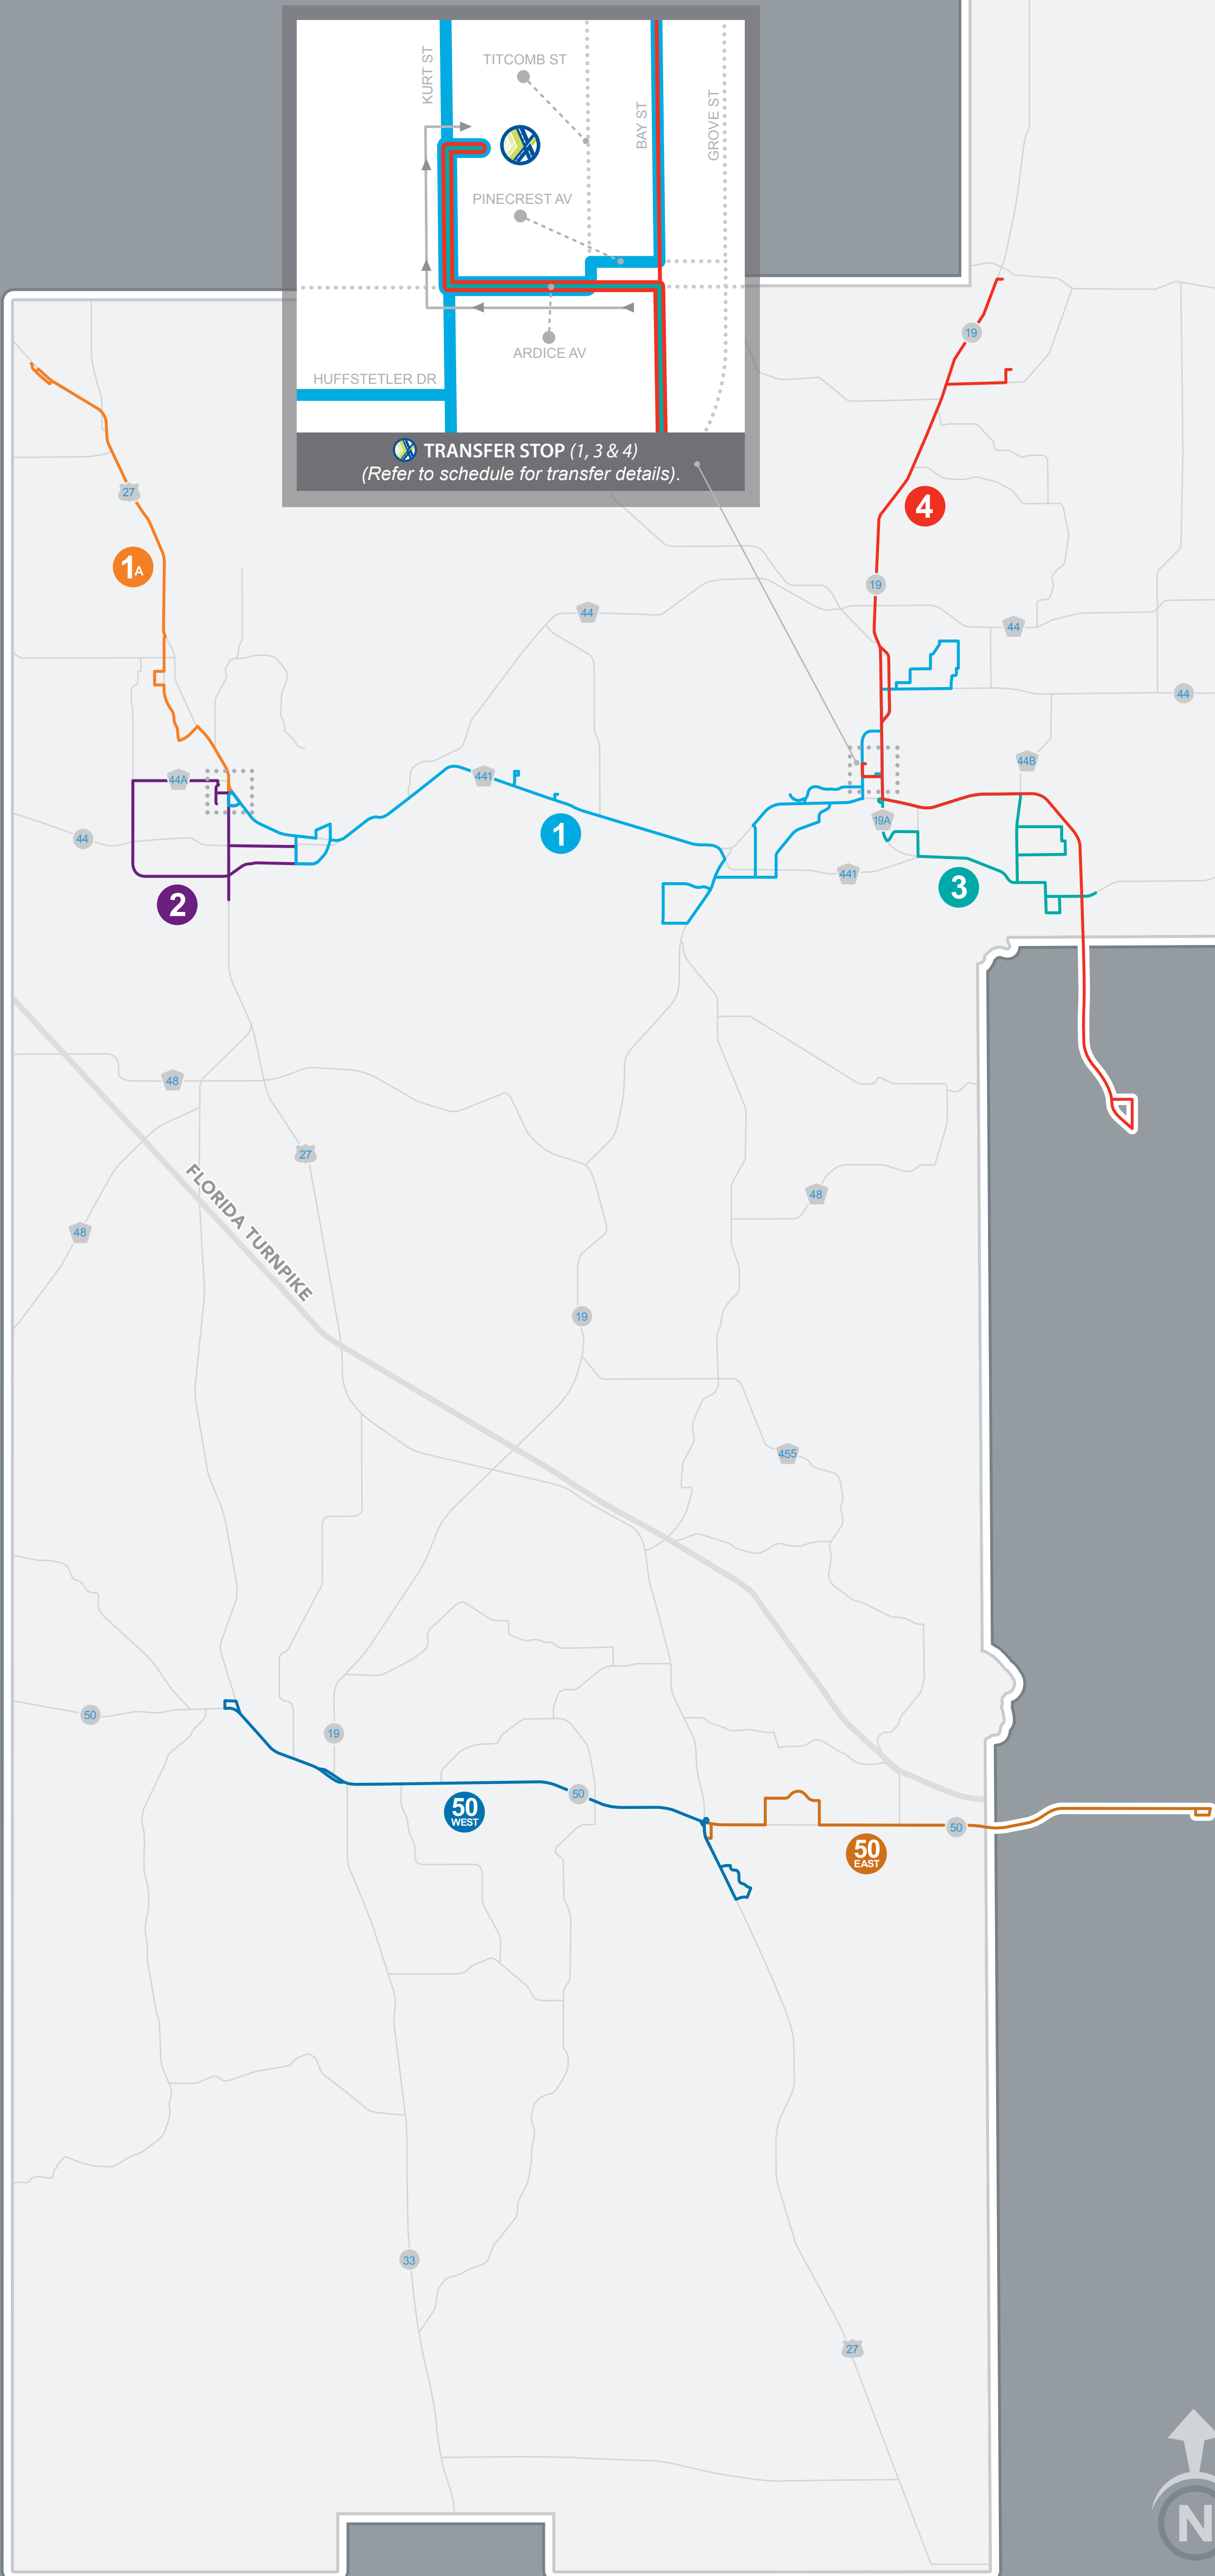 KURT ST
TITCOMB ST
BAY ST
GROVE ST
PINECREST AV
ARDICE AV
HUFFSTETLER DR
TRANSFER STOP (1, 3 & 4)
(Refer to schedule for transfer details).
19
27
4
1A
19
44
44
44
44A
441
44B
1
19A
44
441
3
2
48
27
48
48
FLORIDA TURNPIKE
19
455
50
19
50
50
WEST
50
50
EAST
33
27
N